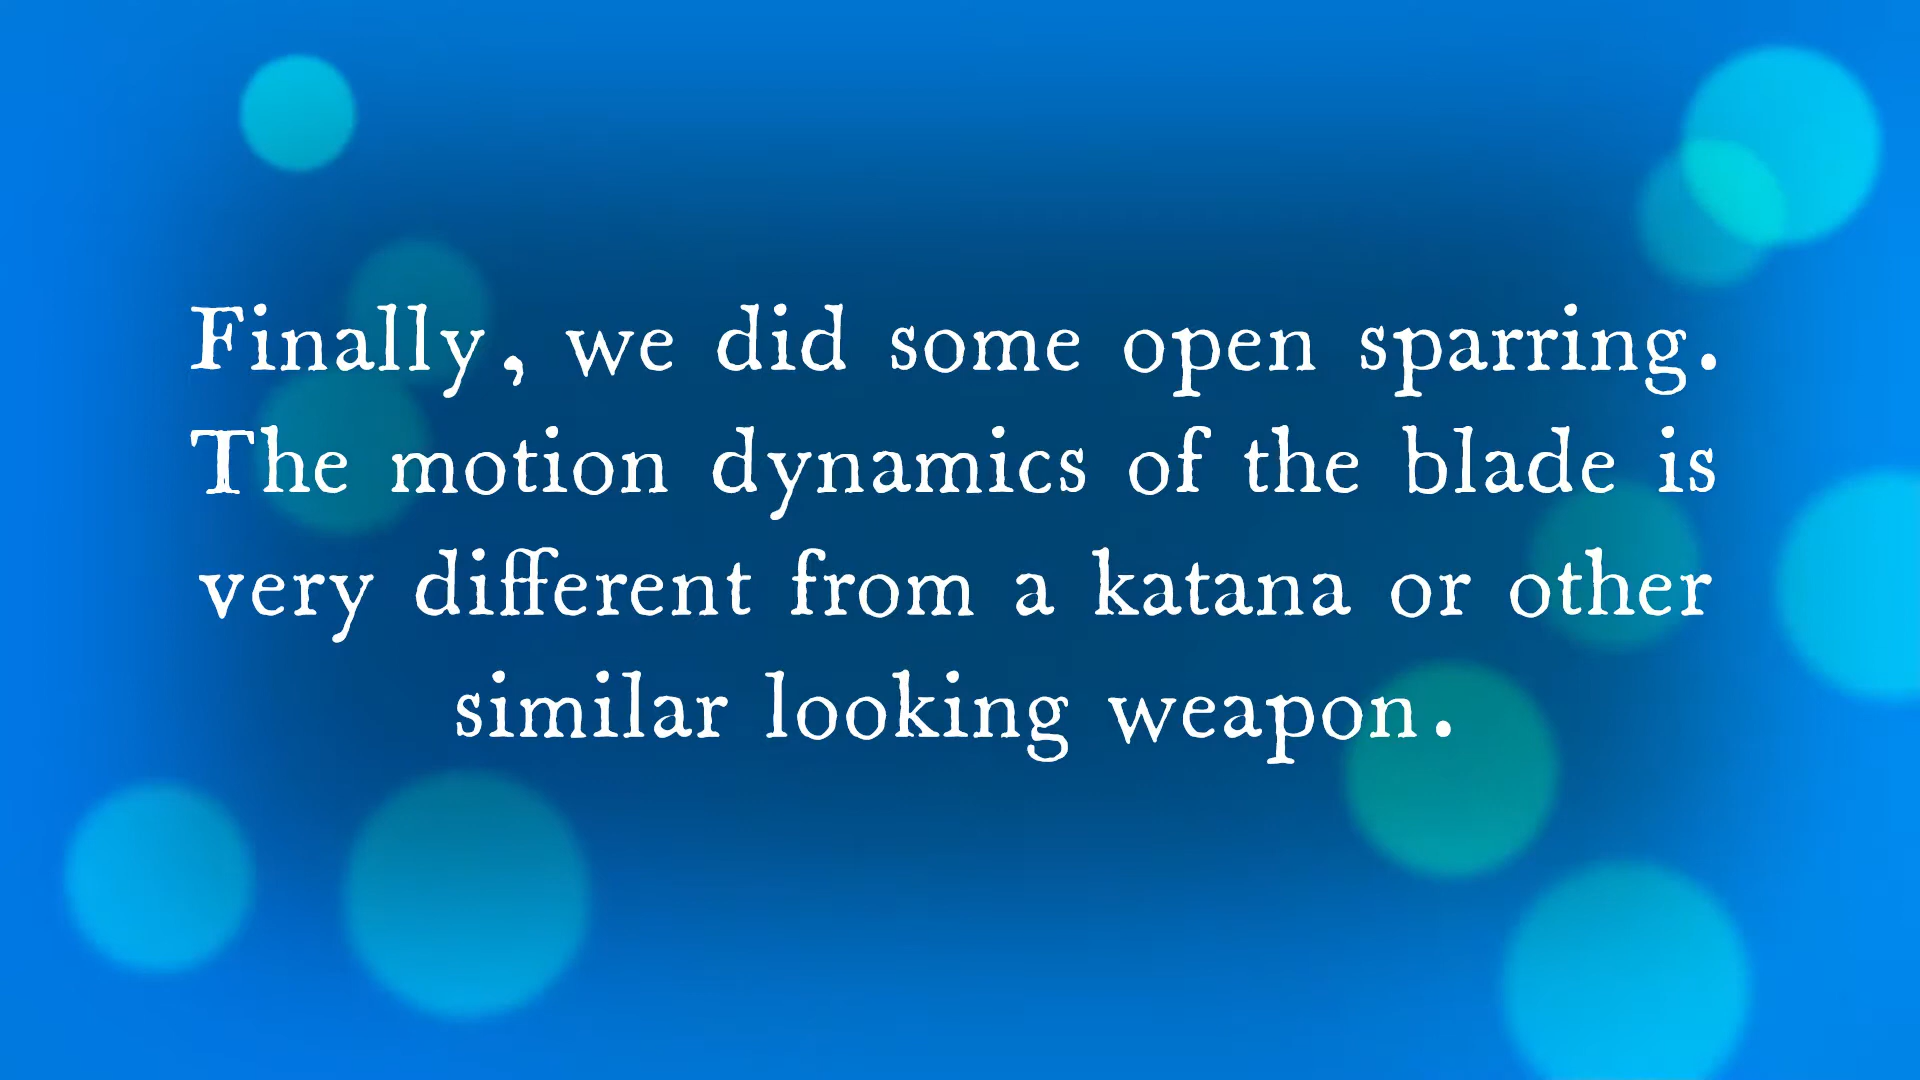 Finally, we did some open sparring.
The motion dynamics of the blade is
very different from a katana or other
similar looking weapon.